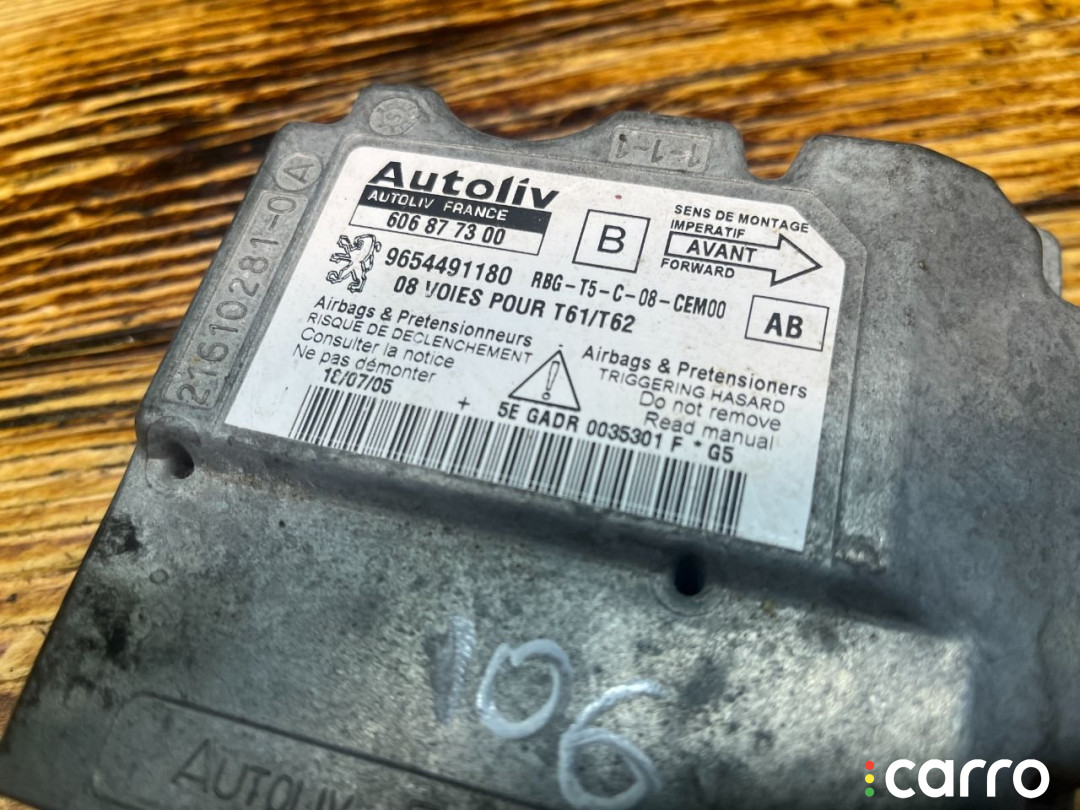 1-1-1
21610281-0 A
Autoliv
AUTOLIV FRANCE
606 87 73 00
B
SENS DE MONTAGE
IMPERATIF
AVANT
FORWARD
9654491180 RBG-T5-C-08-CEM00
08 VOIES POUR T61/T62
AB
Airbags & Pretensionneurs
RISQUE DE DECLENCHEMENT
Consulter la notice
Ne pas démonter
/07/05
Airbags & Pretensioners
TRIGGERING HASARD
Do not remove
Read manual
+ 5E GADR 0035301 F * G5
106
AUTOLIV
carro